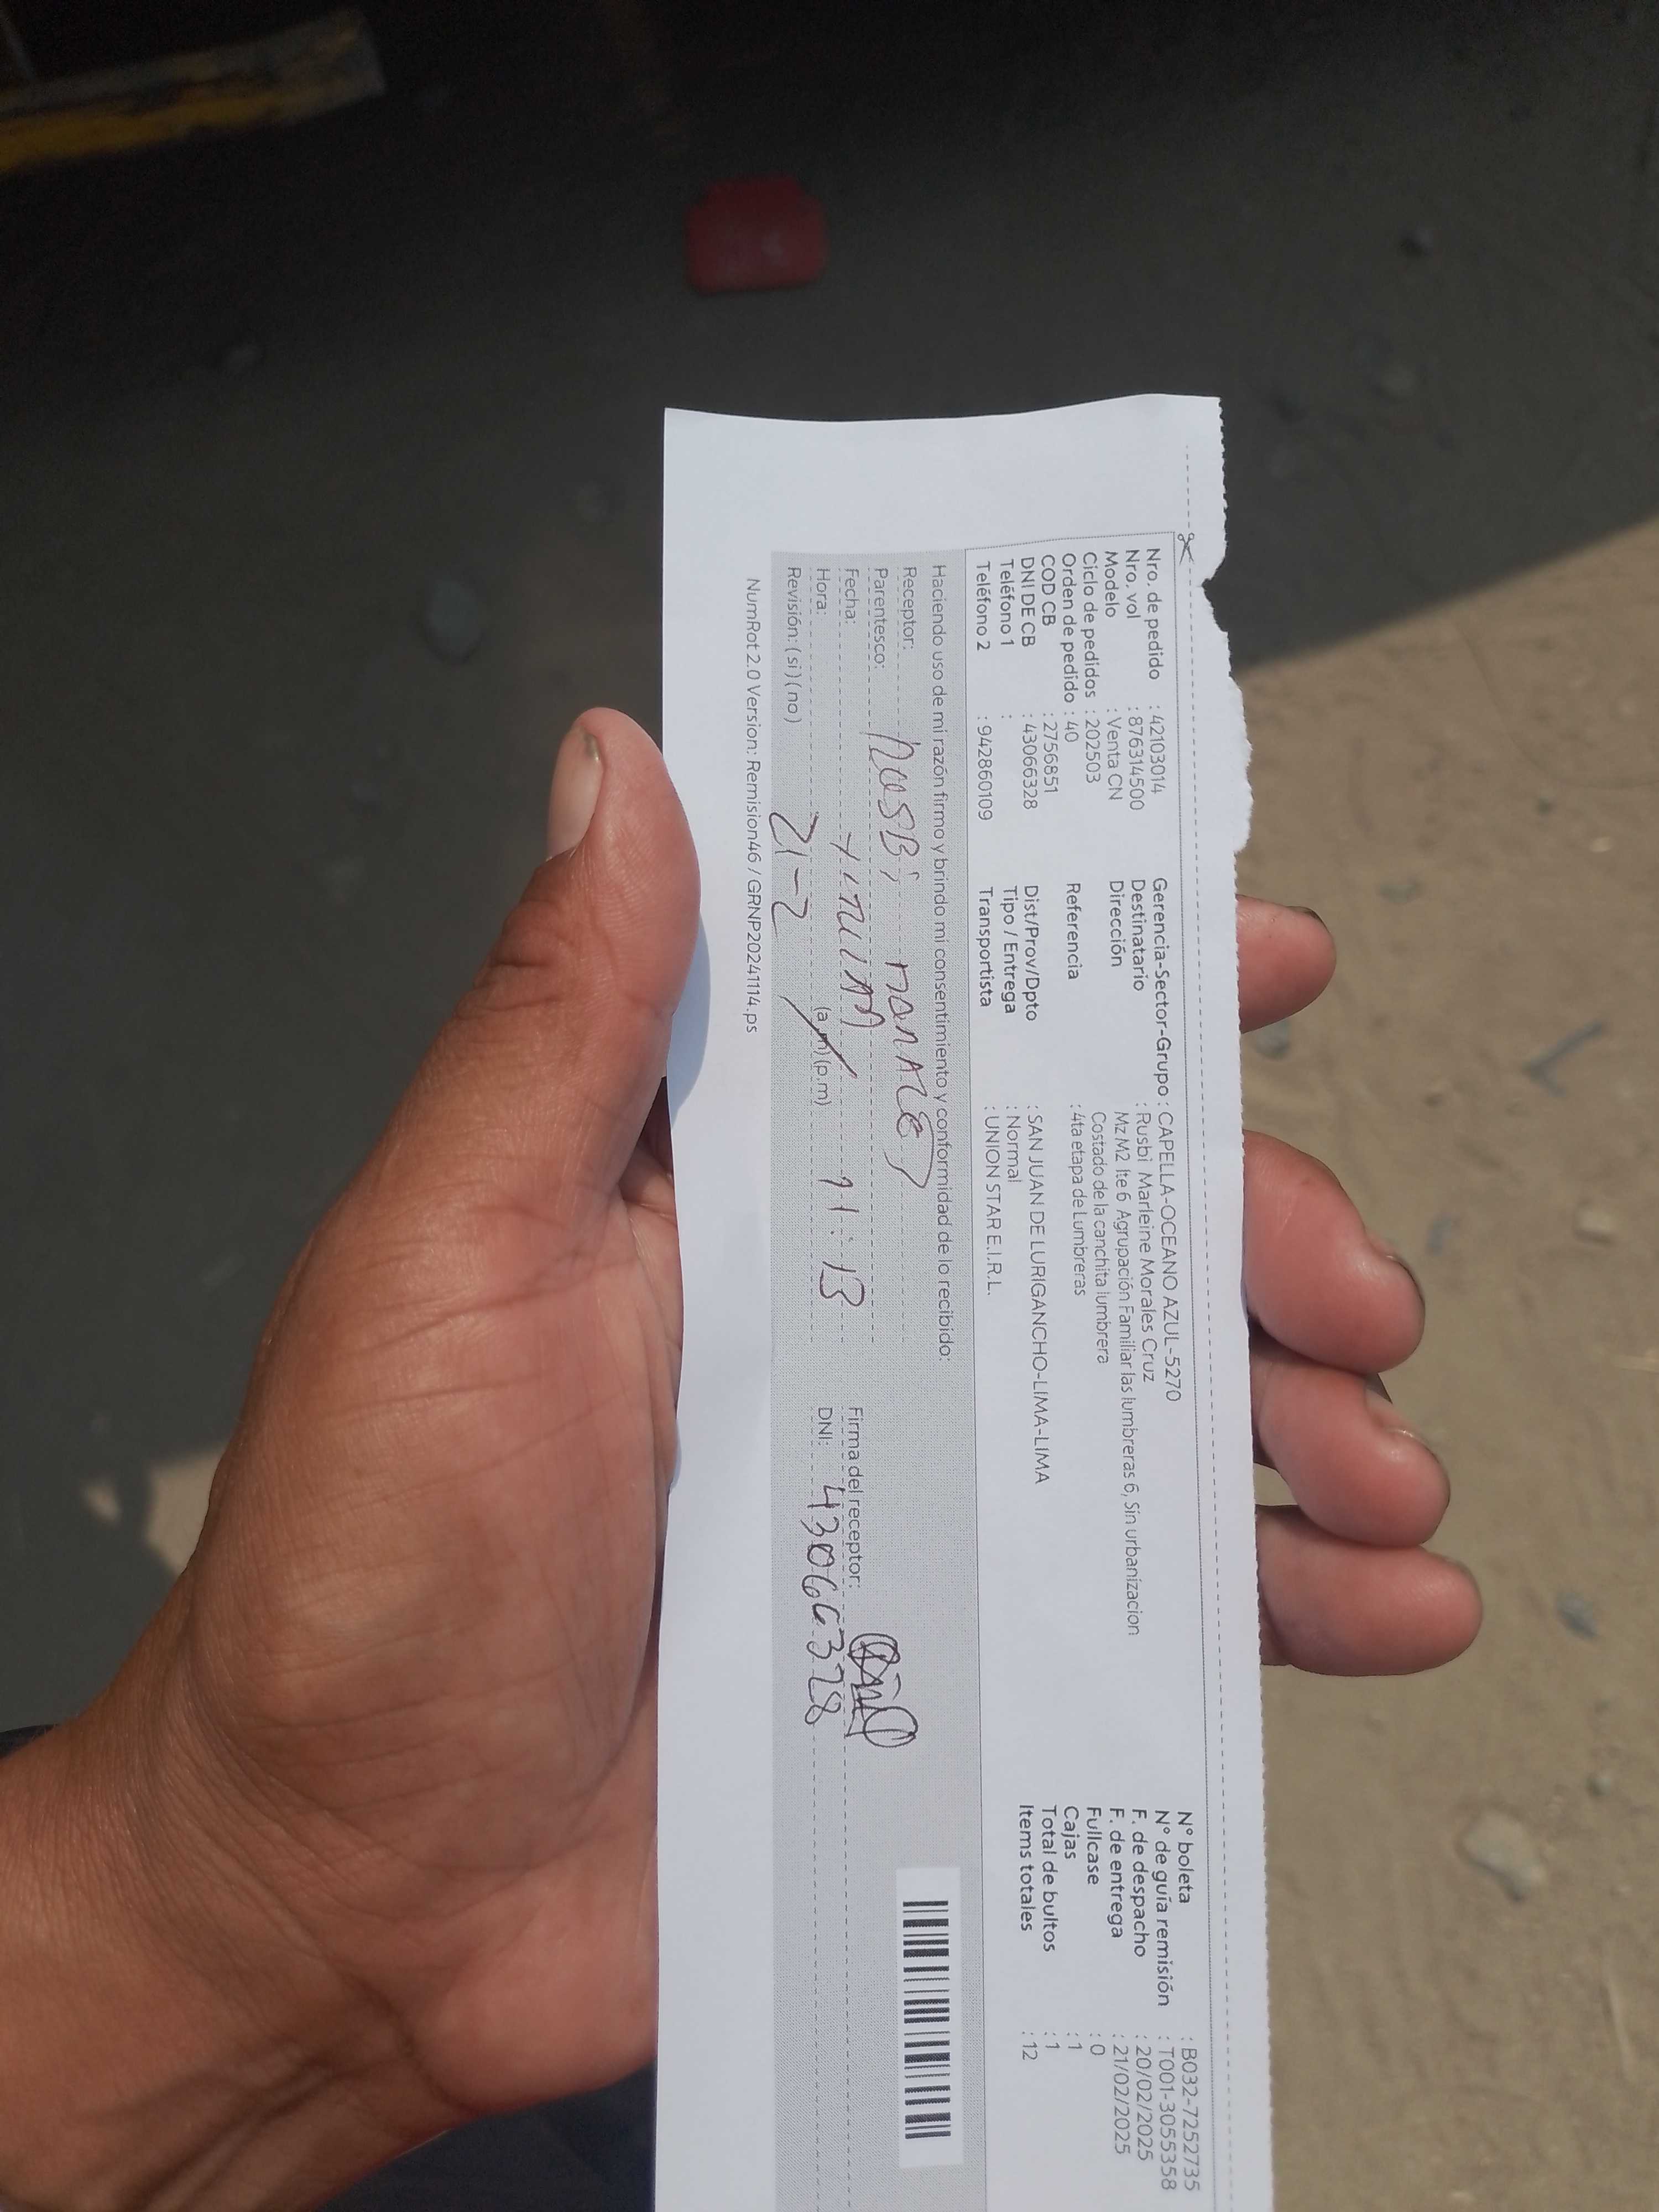 Nro. de pedido : 42103014
Nro. vol : 876314500
Modelo : Venta CN
Ciclo de pedidos : 202503
Orden de pedido : 40
COD CB : 2756851
DNI DE CB : 43066328
Teléfono 1 :
Teléfono 2 : 942860109
Gerencia-Sector-Grupo : CAPELLA-OCEANO AZUL-5270
Destinatario : Rusbi Marleine Morales Cruz
Dirección Mz M2 lte 6 Agrupación Familiar las lumbreras 6, Sin urbanizacion
Costado de la canchita lumbrera
Referencia : 4ta etapa de Lumbreras
Dist/Prov/Dpto : SAN JUAN DE LURIGANCHO-LIMA-LIMA
Tipo / Entrega : Normal
Transportista : UNION STAR E.I.R.L.
N° boleta : B032-7252735
N° de guía remisión : T001-3055358
F. de despacho : 20/02/2025
F. de entrega : 21/02/2025
Fullcase : 0
Cajas : 1
Total de bultos : 1
Items totales : 12
Haciendo uso de mi razón firmo y brindo mi consentimiento y conformidad de lo recibido:
Receptor: Rusbi
Parentesco:
Fecha:
Hora: (a.m)(p.m) 11:13
Revisión: (si) (no) 21-2
Firma del receptor:
DNI: 43066328
NumRat 2.0 Version: Remision46 / GRNP20241114.ps